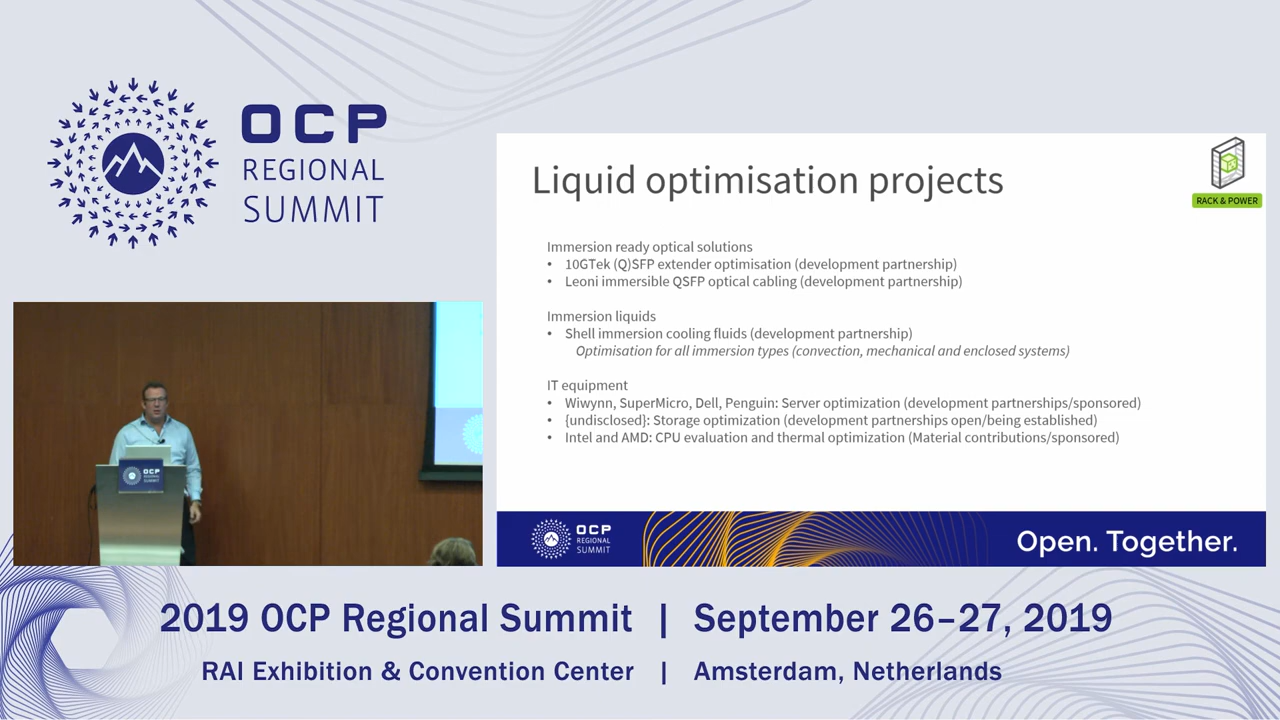 OCP
REGIONAL
SUMMIT
Liquid optimisation projects
RACK & POWER
Immersion ready optical solutions
• 10GTek (Q)SFP extender optimisation (development partnership)
• Leoni immersible QSFP optical cabling (development partnership)
Immersion liquids
• Shell immersion cooling fluids (development partnership)
Optimisation for all immersion types (convection, mechanical and enclosed systems)
IT equipment
• Wiwynn, SuperMicro, Dell, Penguin: Server optimization (development partnerships/sponsored)
• {undisclosed}: Storage optimization (development partnerships open/being established)
• Intel and AMD: CPU evaluation and thermal optimization (Material contributions/sponsored)
OCP
REGIONAL
SUMMIT
Open. Together.
OCP
REGIONAL
SUMMIT
2019 OCP Regional Summit | September 26–27, 2019
RAI Exhibition & Convention Center | Amsterdam, Netherlands